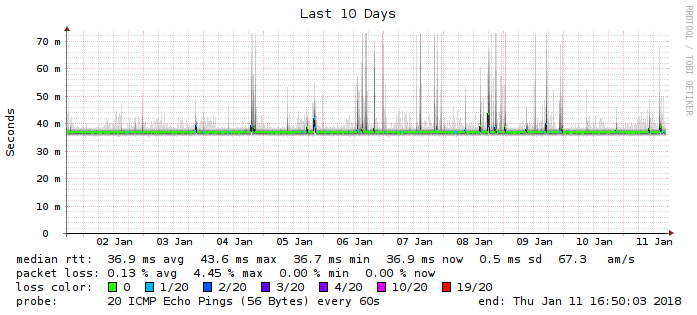 Last 10 Days
RRDTOOL / TOBI OETIKER
Seconds
70 m
60 m
50 m
40 m
30 m
20 m
10 m
0
02 Jan 03 Jan 04 Jan 05 Jan 06 Jan 07 Jan 08 Jan 09 Jan 10 Jan 11 Jan
median rtt: 36.9 ms avg 43.6 ms max 36.7 ms min 36.9 ms now 0.5 ms sd 67.3 am/s
packet loss: 0.13 % avg 4.45 % max 0.00 % min 0.00 % now
loss color: 0 1/20 2/20 3/20 4/20 10/20 19/20
probe: 20 ICMP Echo Pings (56 Bytes) every 60s end: Thu Jan 11 16:50:03 2018